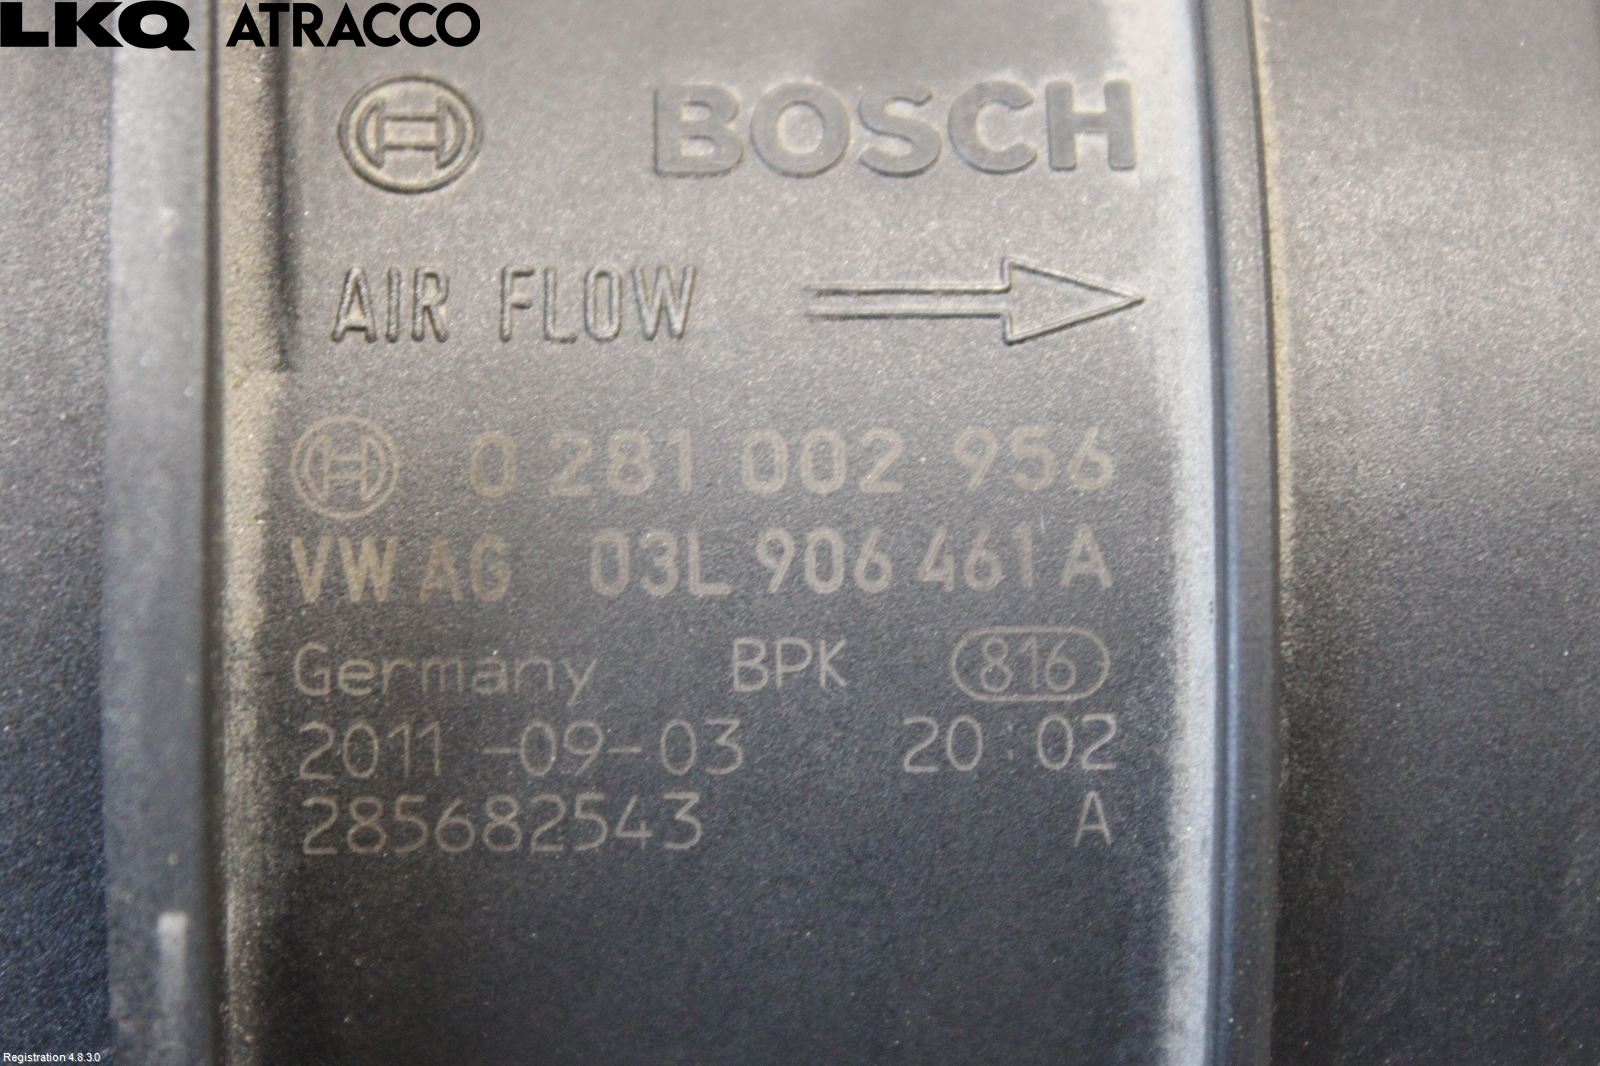 LKQ ATRACCO
BOSCH
AIR FLOW
0 281 002 956
VW AG 03L 906 461 A
Germany BPK 816
2011-09-03 20:02
285682543 A
Registration 4.8.3.0